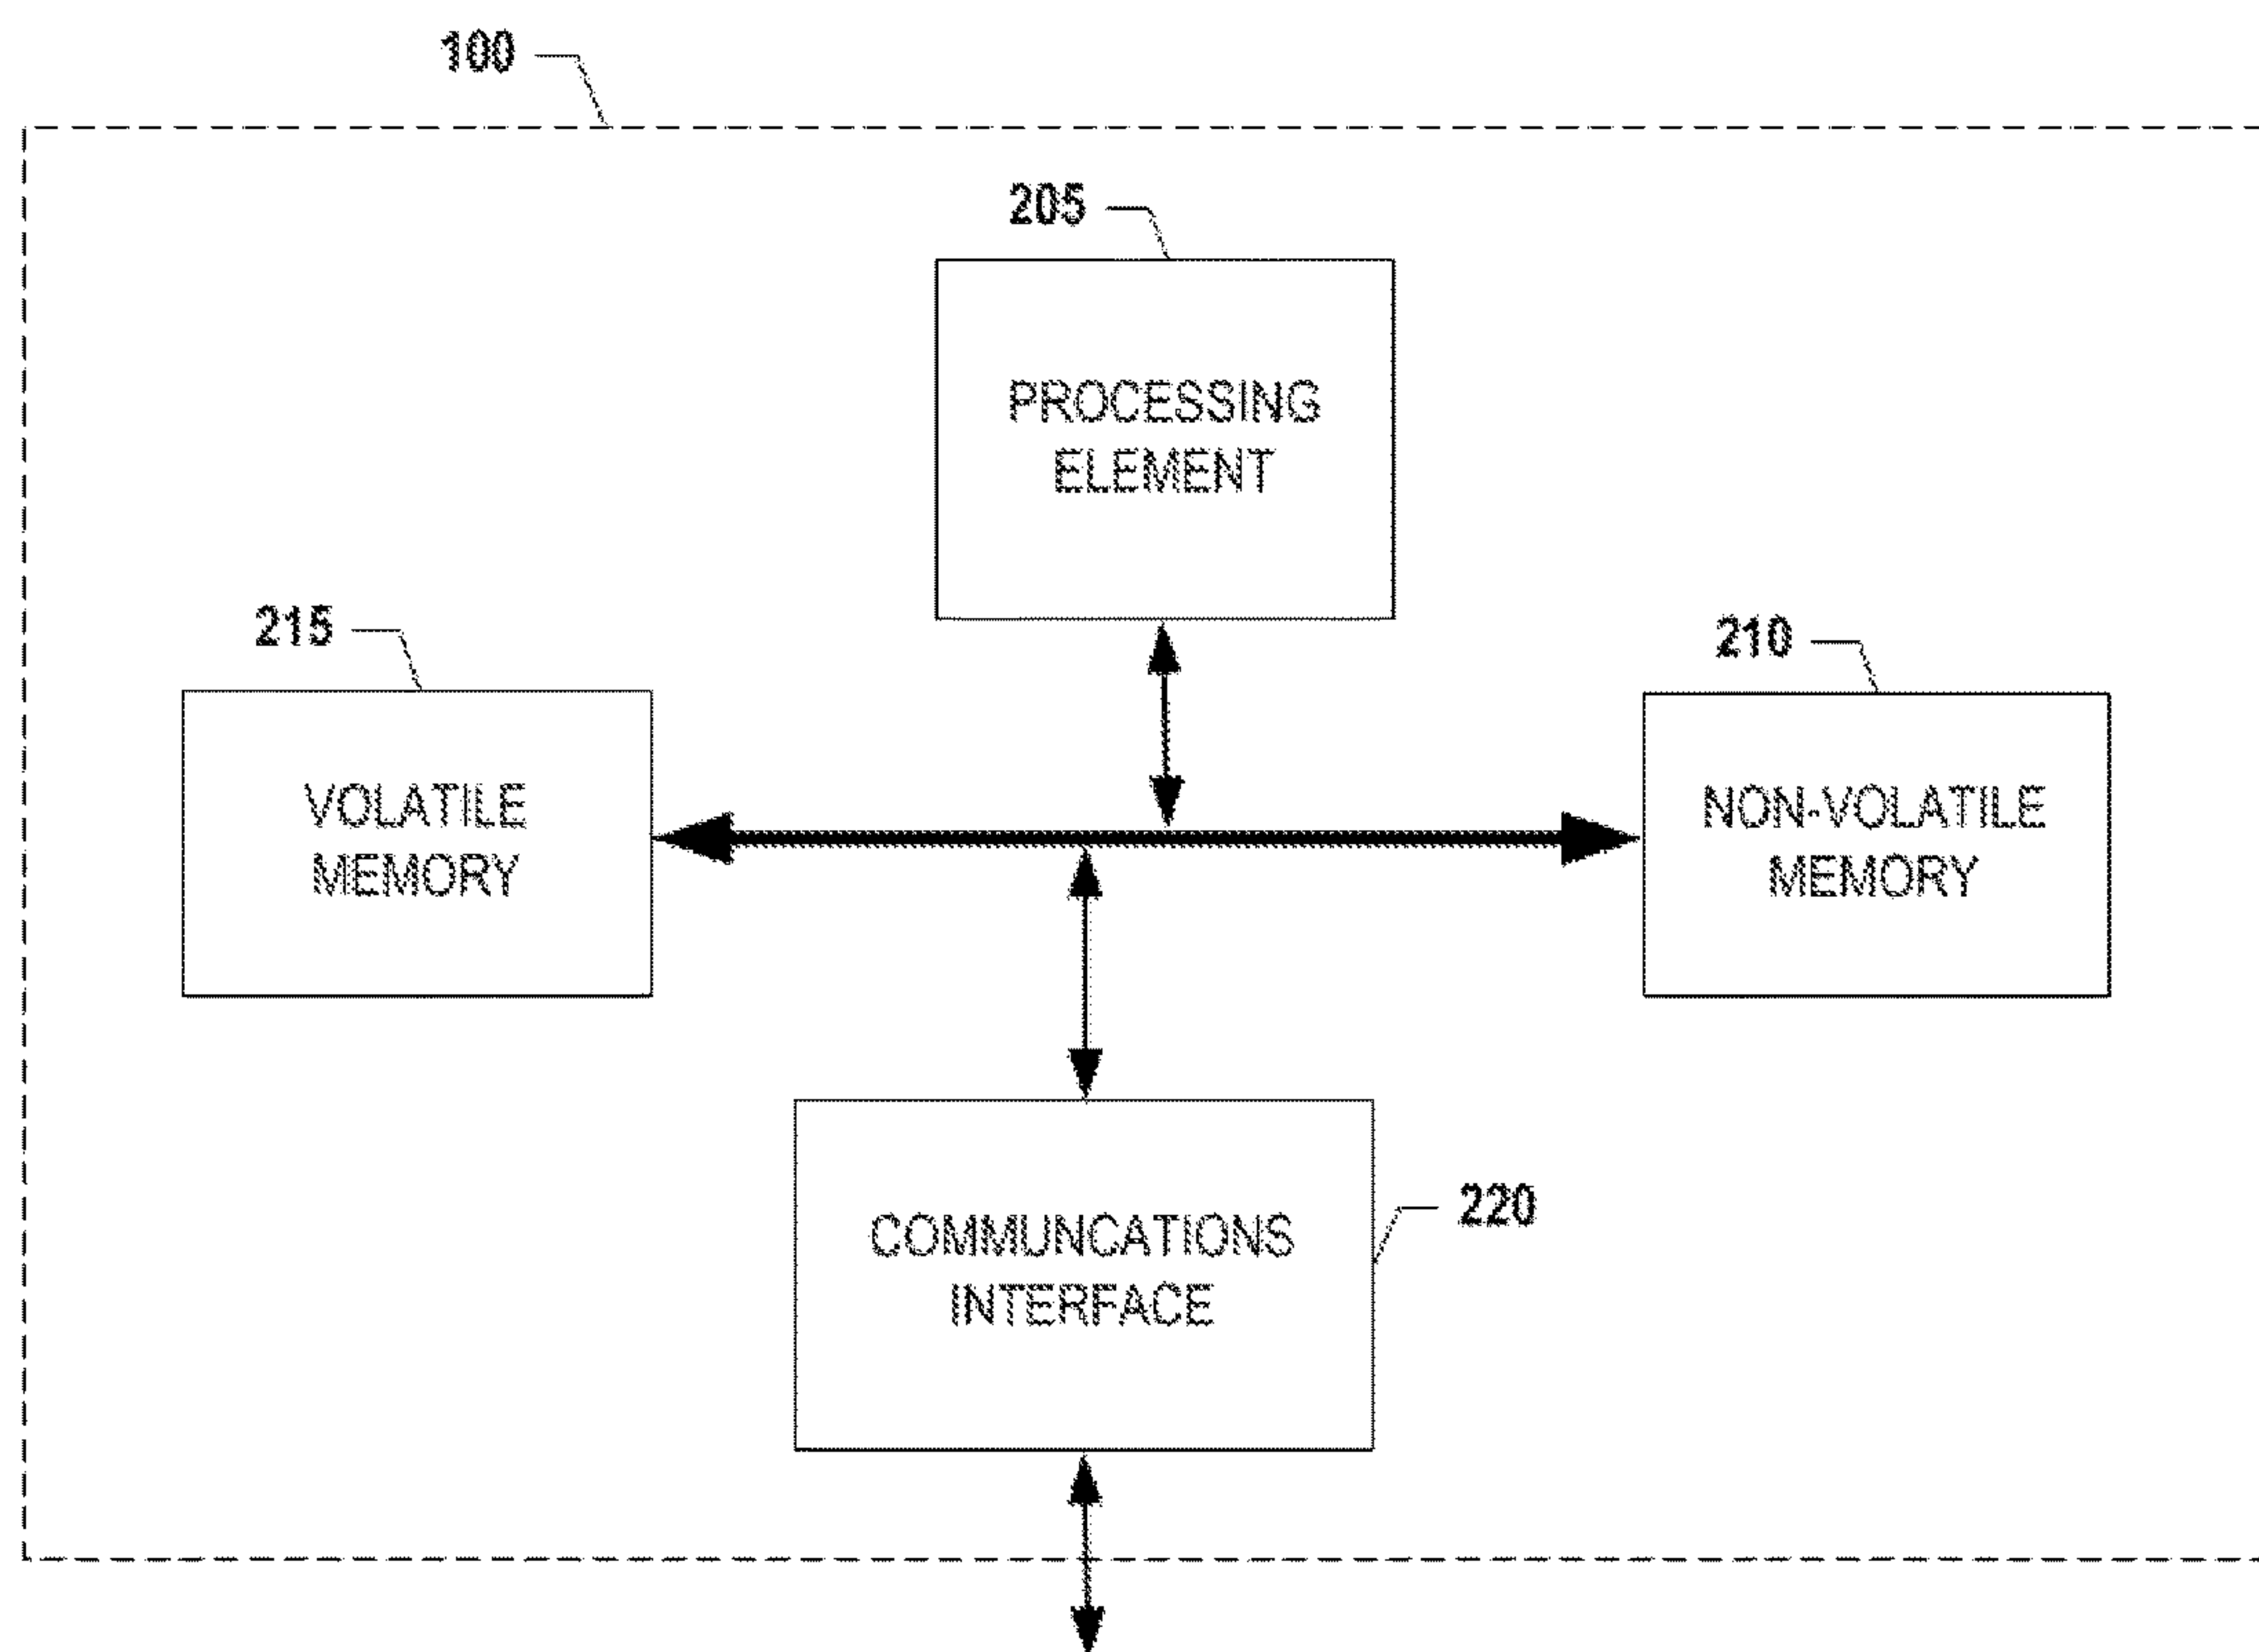 100
205
PROCESSING
ELEMENT
215
210
VOLATILE
MEMORY
NON-VOLATILE
MEMORY
COMMUNCATIONS
INTERFACE
220